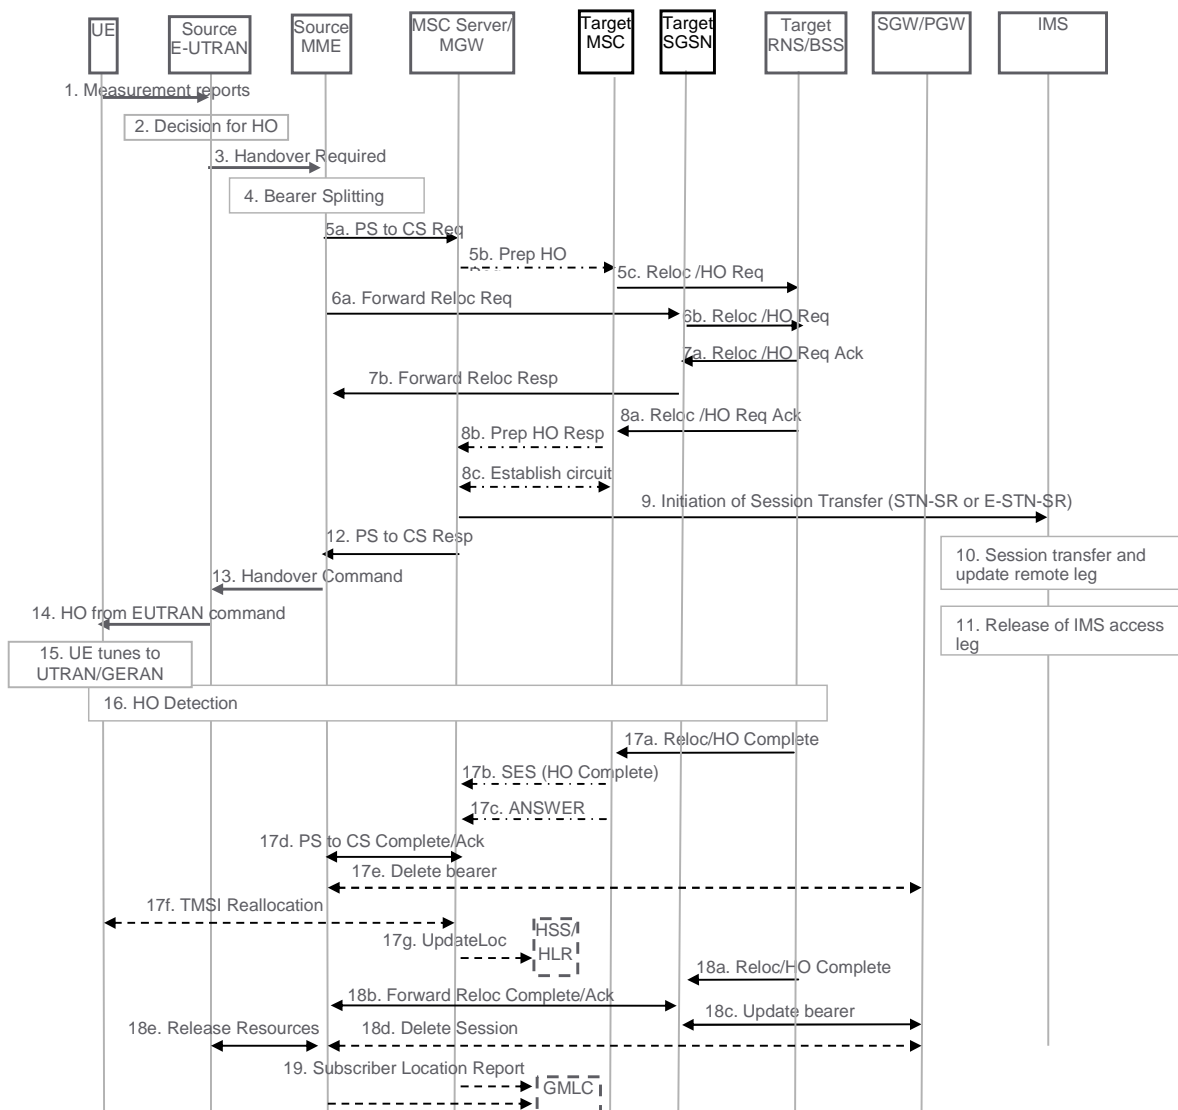 UE
Source
E-UTRAN
Source
MME
MSC Server/
MGW
Target
MSC
Target
SGSN
Target
RNS/BSS
SGW/PGW
IMS
1. Measurement reports
2. Decision for HO
3. Handover Required
4. Bearer Splitting
5a. PS to CS Req
5b. Prep HO
5c. Reloc /HO Req
6a. Forward Reloc Req
6b. Reloc /HO Req
7a. Reloc /HO Req Ack
7b. Forward Reloc Resp
8a. Reloc /HO Req Ack
8b. Prep HO Resp
8c. Establish circuit
9. Initiation of Session Transfer (STN-SR or E-STN-SR)
12. PS to CS Resp
10. Session transfer and
update remote leg
13. Handover Command
14. HO from EUTRAN command
11. Release of IMS access
leg
15. UE tunes to
UTRAN/GERAN
16. HO Detection
17a. Reloc/HO Complete
17b. SES (HO Complete)
17c. ANSWER
17d. PS to CS Complete/Ack
17e. Delete bearer
17f. TMSI Reallocation
HSS/
HLR
17g. UpdateLoc
18a. Reloc/HO Complete
18b. Forward Reloc Complete/Ack
18c. Update bearer
18e. Release Resources
18d. Delete Session
19. Subscriber Location Report
GMLC